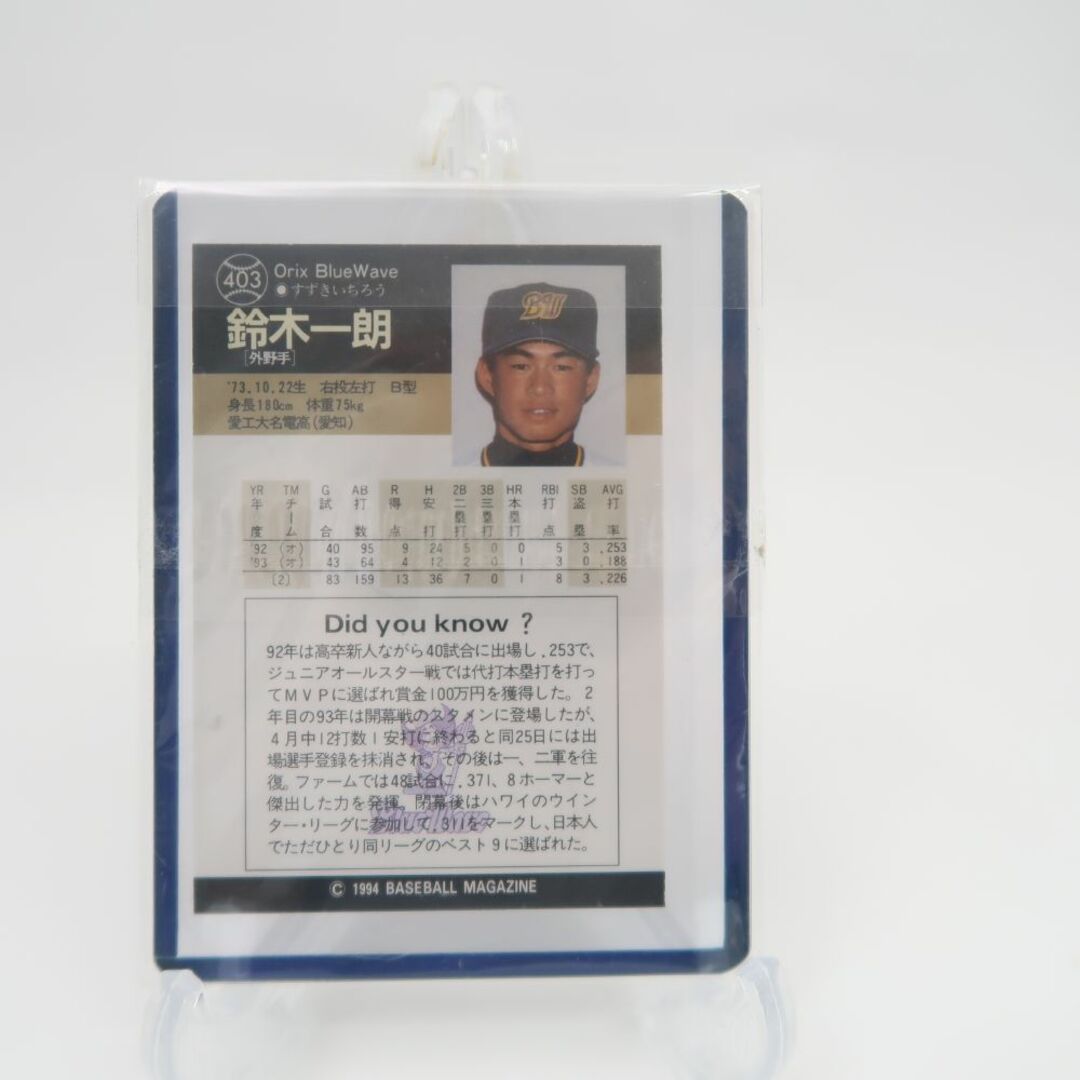 403
Orix BlueWave
●すずきいちろう
鈴木一朗
[外野手]
BW
'73.10.22生 右投左打 B型
身長180cm 体重75kg
愛工大名電高(愛知)
YR TM G AB R H 2B 3B HR RBI SB AVG
年度 チーム 試合 打数 得点 安打 二塁打 三塁打 本塁打 打点 盗塁 打率
'92 (オ) 40 95 9 24 5 0 0 5 3 .253
'93 (オ) 43 64 4 12 2 0 1 3 0 .188
(2) 83 159 13 36 7 0 1 8 3 .226
Did you know ?
92年は高卒新人ながら40試合に出場し.253で、
ジュニアオールスター戦では代打本塁打を打っ
てMVPに選ばれ賞金100万円を獲得した。2
年目の93年は開幕戦のスタメンに登場したが、
4月中12打数1安打に終わると同25日には出
場選手登録を抹消され、その後は一、二軍を往
復。ファームでは48試合に.371、8ホーマーと
傑出した力を発揮。閉幕後はハワイのウイン
ター・リーグに参加して.311をマークし、日本人
でただひとり同リーグのベスト9に選ばれた。
BlueWave
© 1994 BASEBALL MAGAZINE